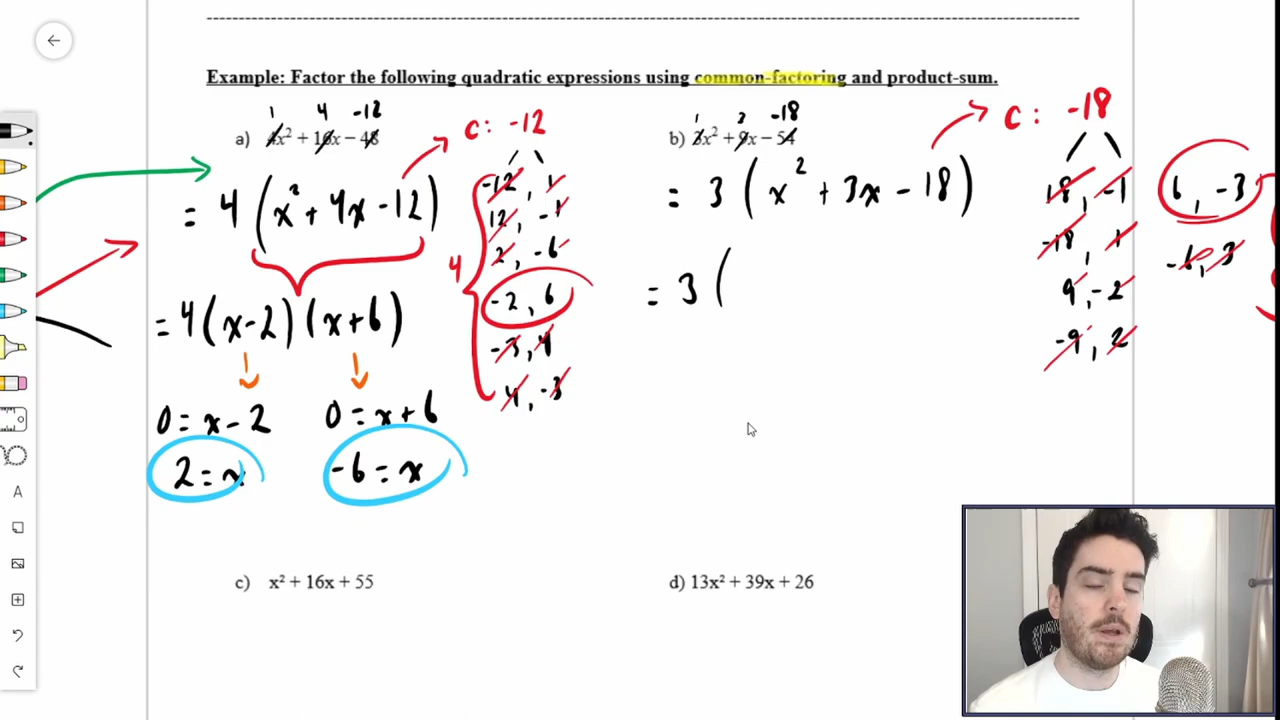 Example: Factor the following quadratic expressions using common-factoring and product-sum.
1 4 -12
a) 4x² + 16x – 48
C: -12
= 4 (x² + 4x - 12)
-12, 1
12, -1
2, -6
4
-2, 6
-3, 4
4, -3
= 4 (x - 2) (x + 6)
0 = x - 2
0 = x + 6
2 = x
-6 = x
1 3 -18
b) 3x² + 9x – 54
C: -18
= 3 (x² + 3x - 18)
18, -1
-18, 1
9, -2
-9, 2
6, -3
-6, 3
= 3 (
c) x² + 16x + 55
d) 13x² + 39x + 26
A